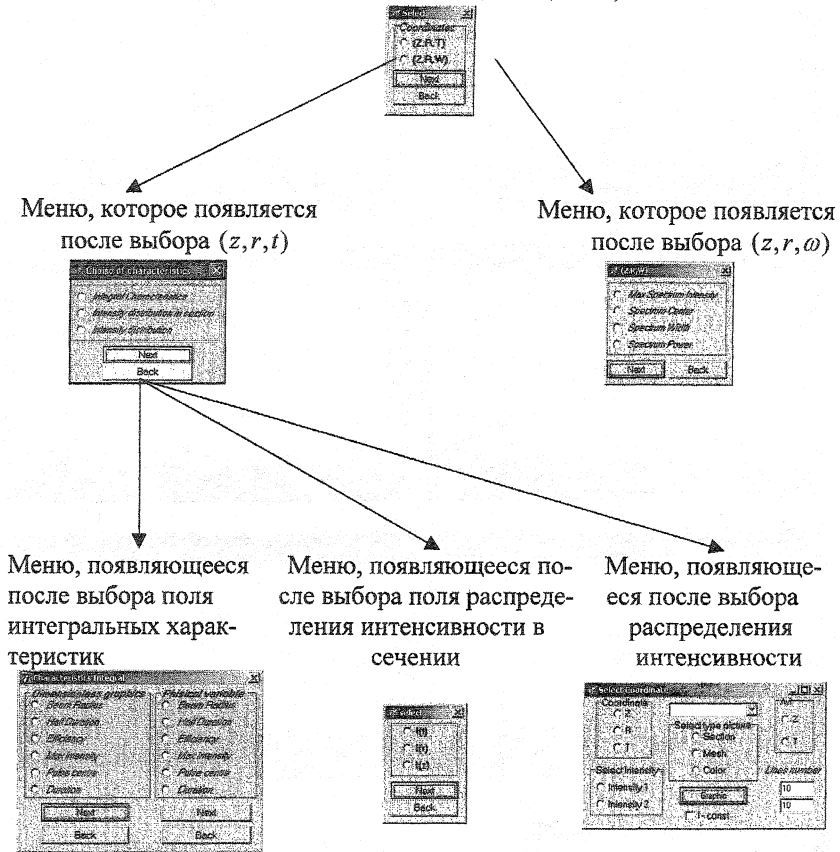 Select
Coordinates
(Z,R,T)
(Z,R,W)
Next
Back
Меню, которое появляется
после выбора (z,r,t)
Меню, которое появляется
после выбора (z,r,ω)
Choise of characteristics
Integral Characteristics
Intensity distribution in section
Intensity distribution
Next
Back
(Z,R,W)
Max Spectrum Intensity
Spectrum Center
Spectrum Width
Spectrum Power
Next Back
Меню, появляющееся
после выбора поля
интегральных харак-
теристик
Меню, появляющееся по-
сле выбора поля распреде-
ления интенсивности в
сечении
Меню, появляюще-
еся после выбора
распределения
интенсивности
Characteristics Integral
Dimensionless graphics Phisical variable
Beam Radius Beam Radius
Half Duration Half Duration
Efficiency Efficiency
Max Intensity Max Intensity
Pulse centre Pulse centre
Duration Duration
Next Next
Back Back
Select
I(t)
I(r)
I(z)
Next
Back
Select coordinat
Coordinate
Z
R
T
Select type picture
Section
Mesh
Color
Z
T
Select Intensity
Intensity 1
Intensity 2
Lines number
10
10
I - const